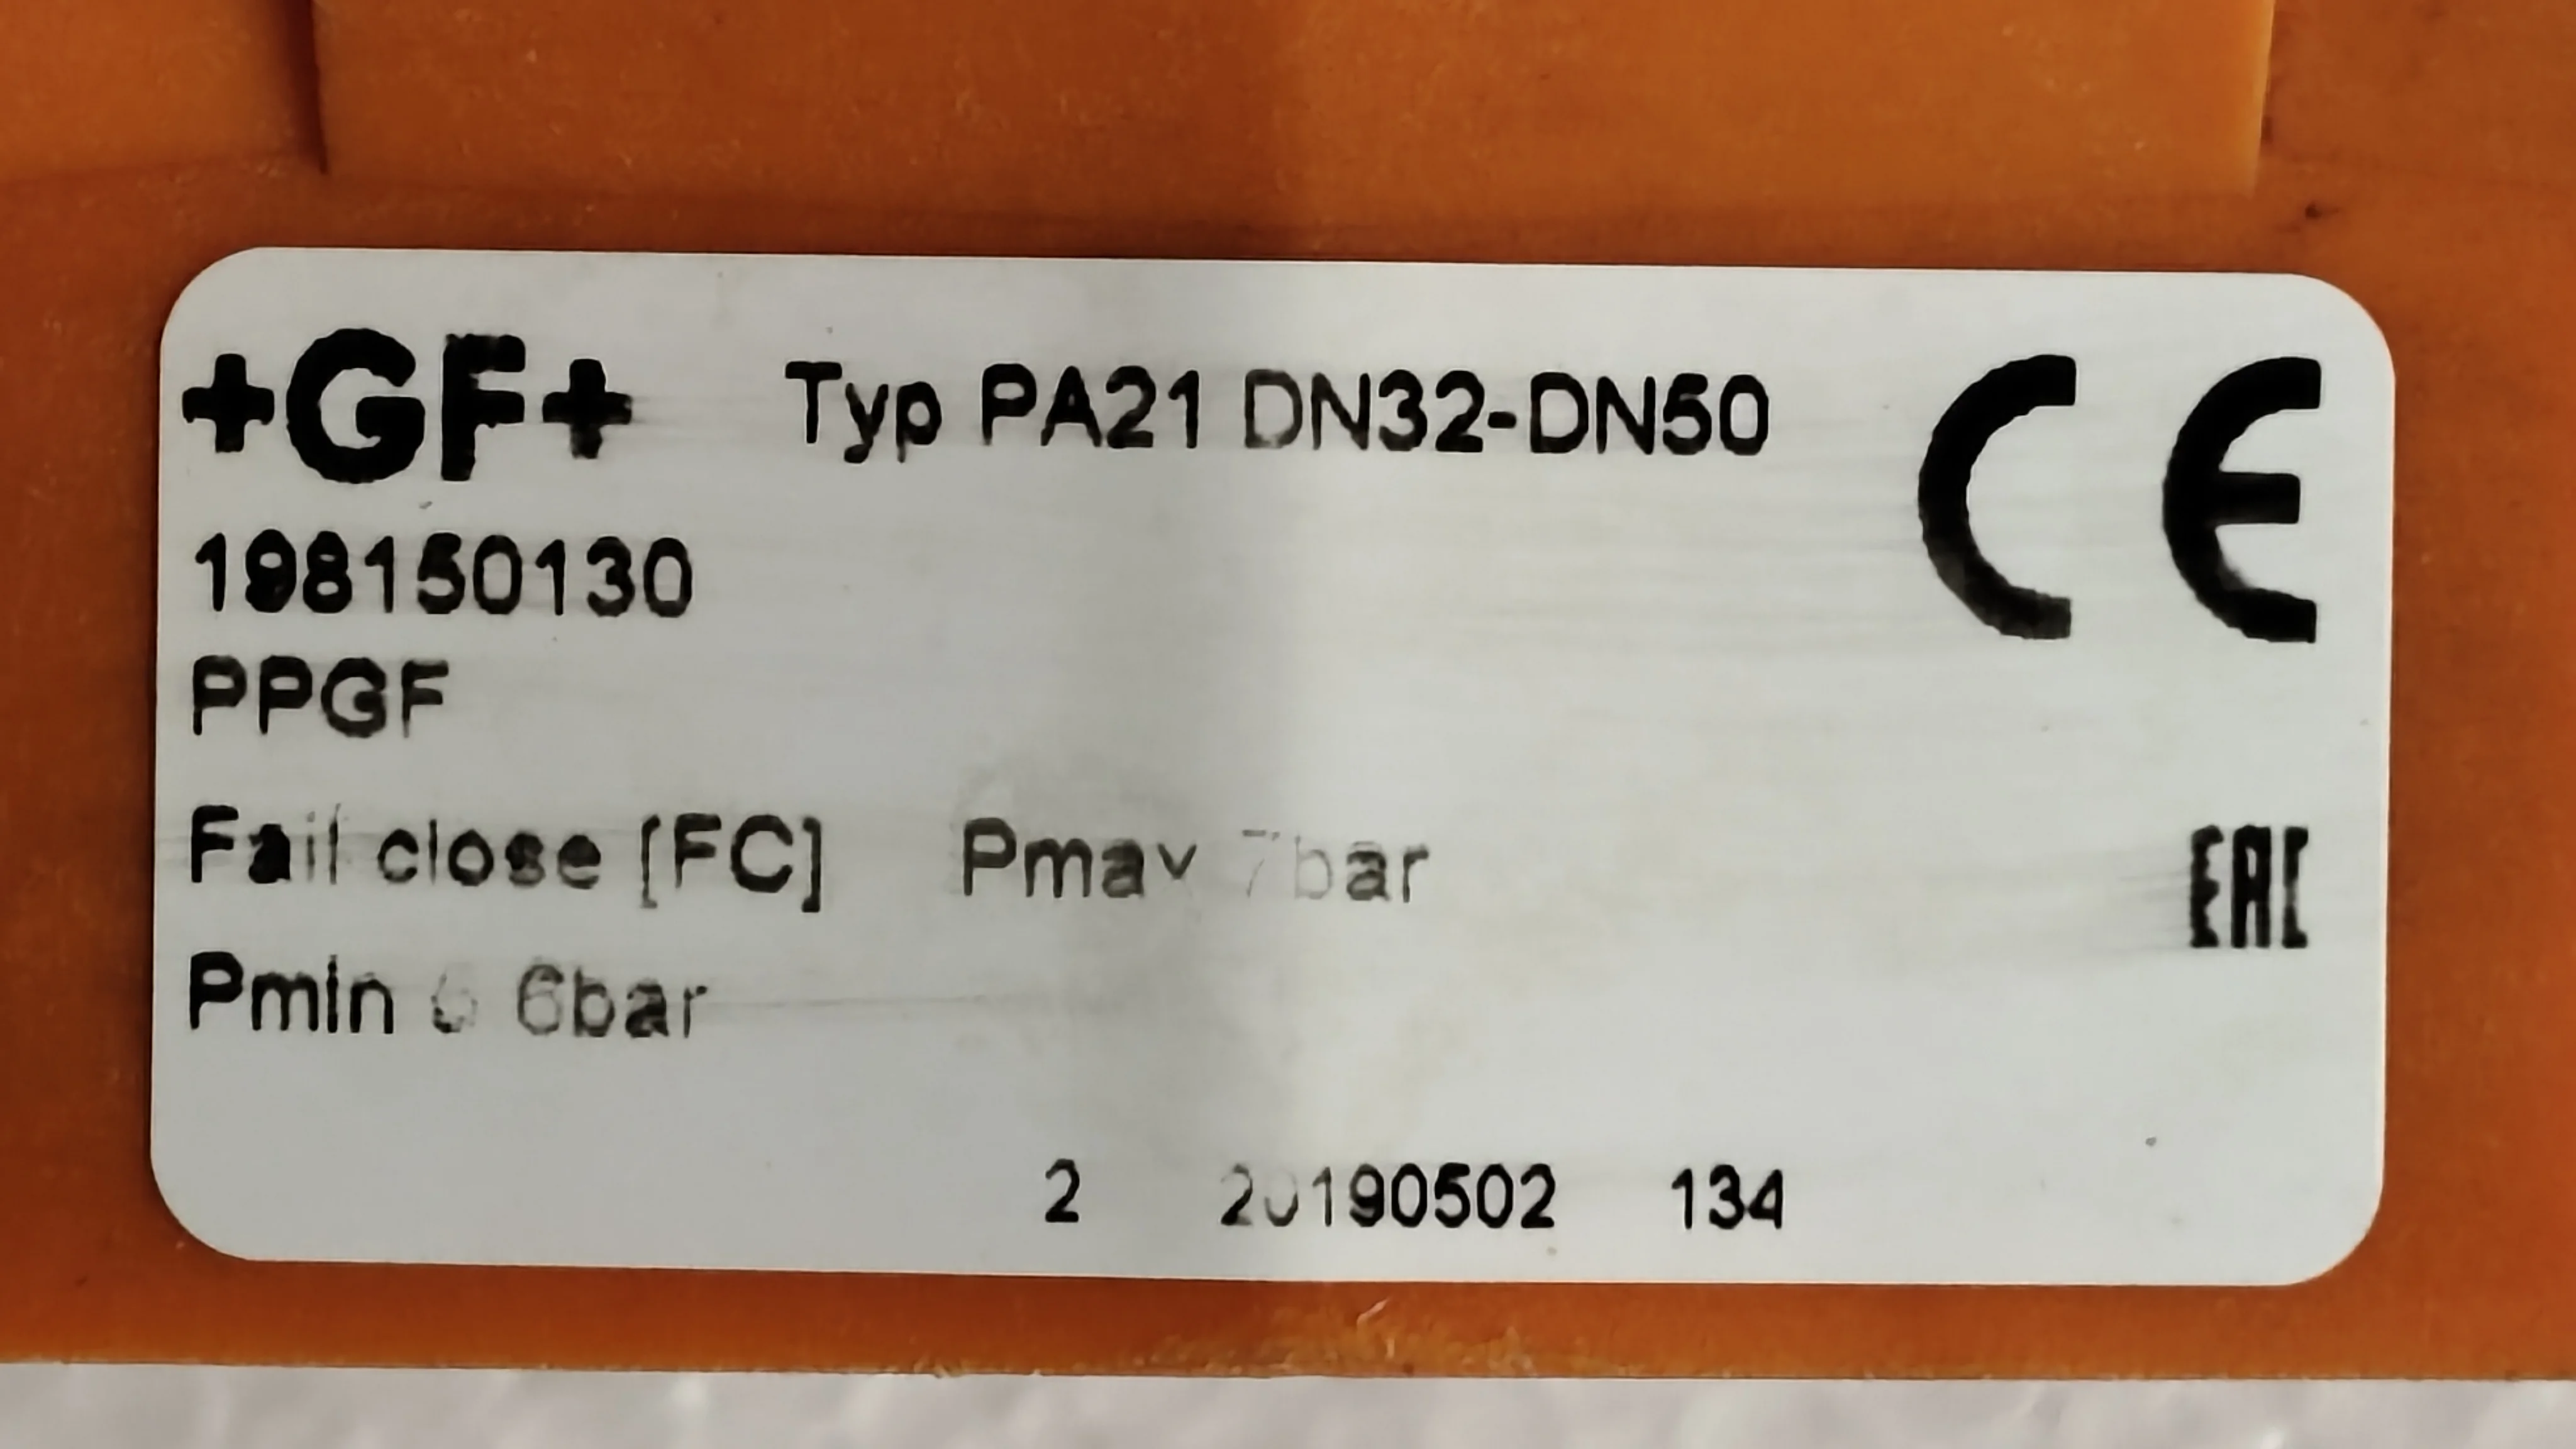 +GF+ Typ PA21 DN32-DN50 CE
198150130
PPGF
Fail close [FC] Pmax 7bar
EAC
Pmin 6bar
2 20190502 134